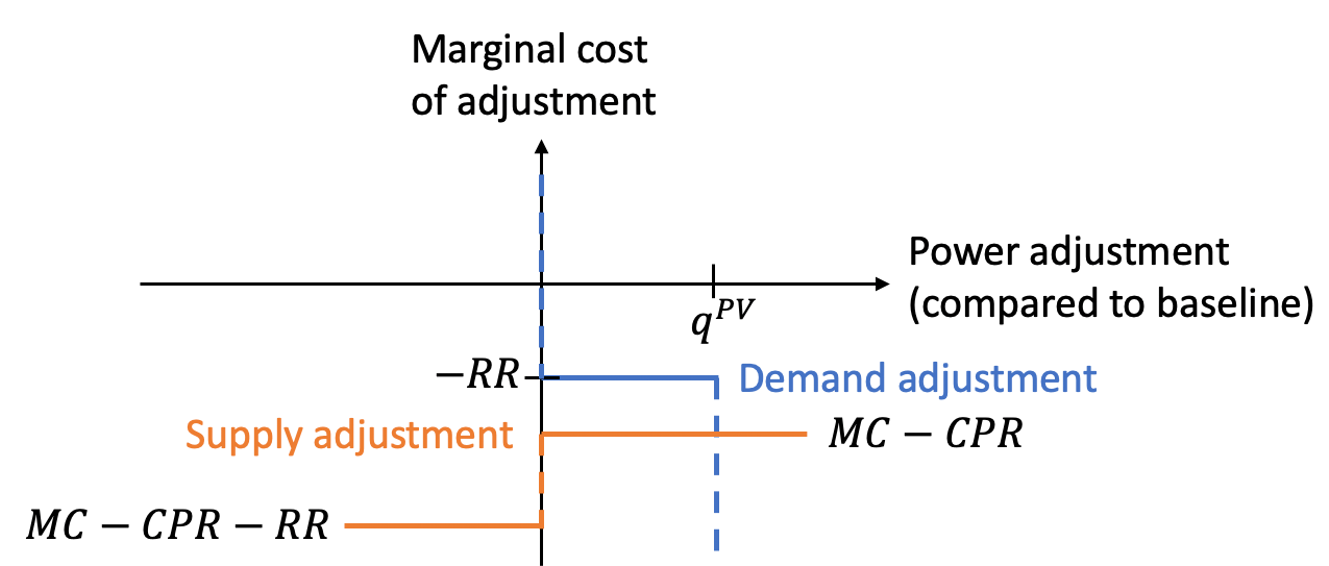 Marginal cost
of adjustment
Power adjustment
(compared to baseline)
q^{PV}
−RR
Demand adjustment
Supply adjustment
MC − CPR
MC − CPR − RR